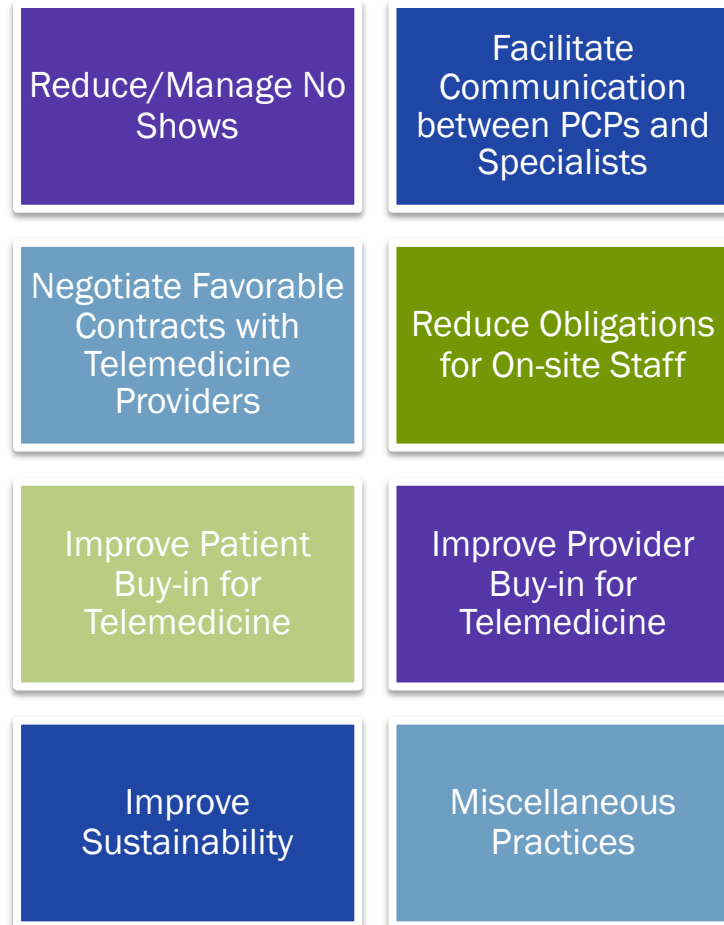 Reduce/Manage No
Shows
Facilitate
Communication
between PCPs and
Specialists
Negotiate Favorable
Contracts with
Telemedicine
Providers
Reduce Obligations
for On-site Staff
Improve Patient
Buy-in for
Telemedicine
Improve Provider
Buy-in for
Telemedicine
Improve
Sustainability
Miscellaneous
Practices